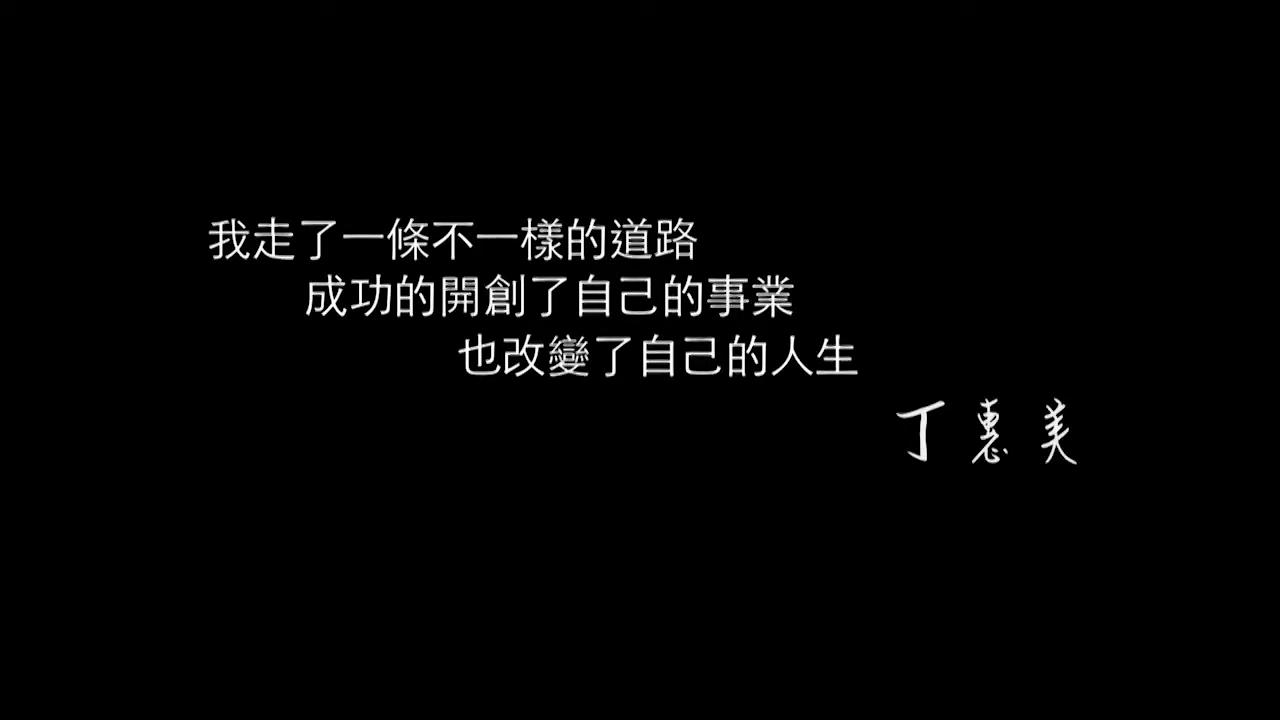 我走了一條不一樣的道路
成功的開創了自己的事業
也改變了自己的人生
丁惠美